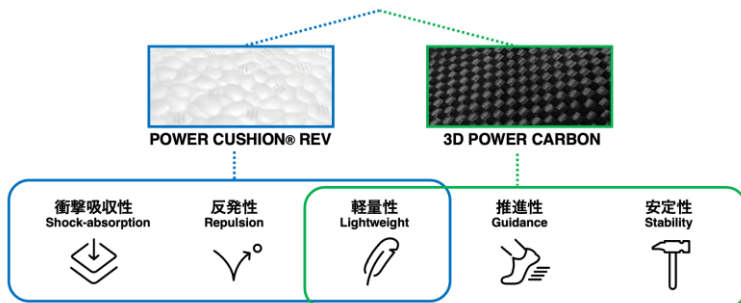 POWER CUSHION® REV
3D POWER CARBON
衝撃吸収性
Shock-absorption
反発性
Repulsion
軽量性
Lightweight
推進性
Guidance
安定性
Stability